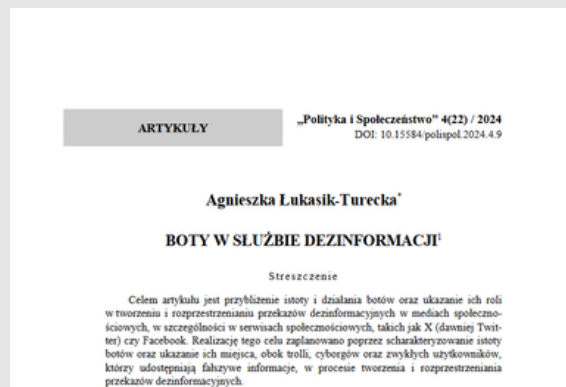 ARTYKUŁY
„Polityka i Społeczeństwo” 4(22) / 2024
DOI: 10.15584/polispol.2024.4.9
Agnieszka Łukasik-Turecka*
BOTY W SŁUŻBIE DEZINFORMACJI¹
Streszczenie
Celem artykułu jest przybliżenie istoty i działania botów oraz ukazanie ich roli
w tworzeniu i rozprzestrzenianiu przekazów dezinformacyjnych w mediach społeczno-
ściowych, w szczególności w serwisach społecznościowych, takich jak X (dawniej Twit-
ter) czy Facebook. Realizację tego celu zaplanowano poprzez scharakteryzowanie istoty
botów oraz ukazanie ich miejsca, obok trolli, cyborgów oraz zwykłych użytkowników,
którzy udostępniają fałszywe informacje, w procesie tworzenia i rozprzestrzeniania
przekazów dezinformacyjnych.